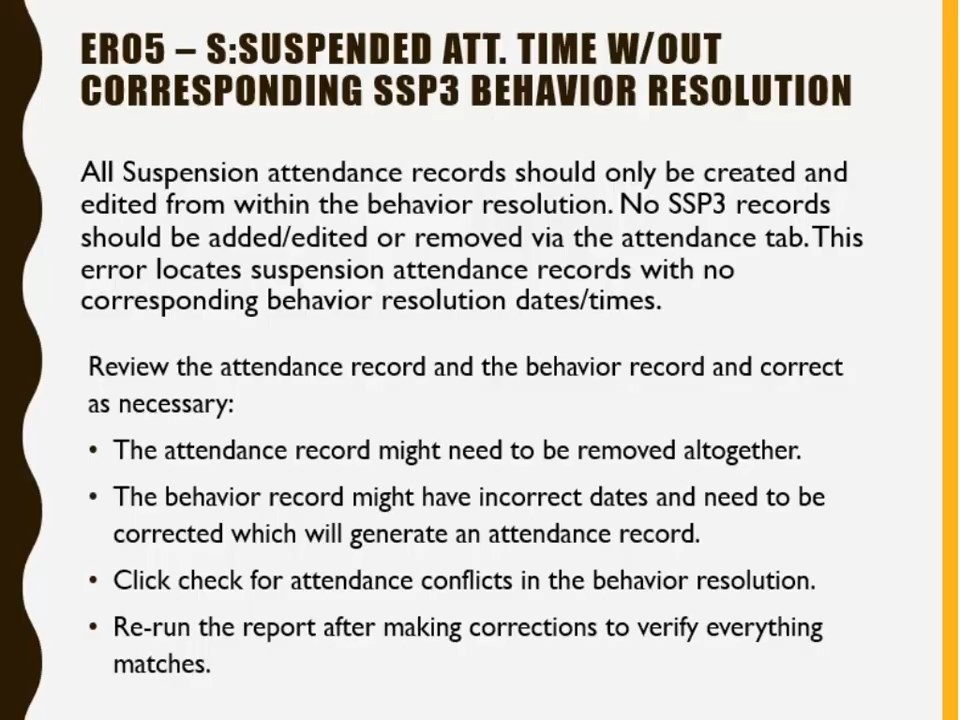 ER05 – S:SUSPENDED ATT. TIME W/OUT
CORRESPONDING SSP3 BEHAVIOR RESOLUTION
All Suspension attendance records should only be created and
edited from within the behavior resolution. No SSP3 records
should be added/edited or removed via the attendance tab. This
error locates suspension attendance records with no
corresponding behavior resolution dates/times.
Review the attendance record and the behavior record and correct
as necessary:
• The attendance record might need to be removed altogether.
• The behavior record might have incorrect dates and need to be
corrected which will generate an attendance record.
• Click check for attendance conflicts in the behavior resolution.
• Re-run the report after making corrections to verify everything
matches.